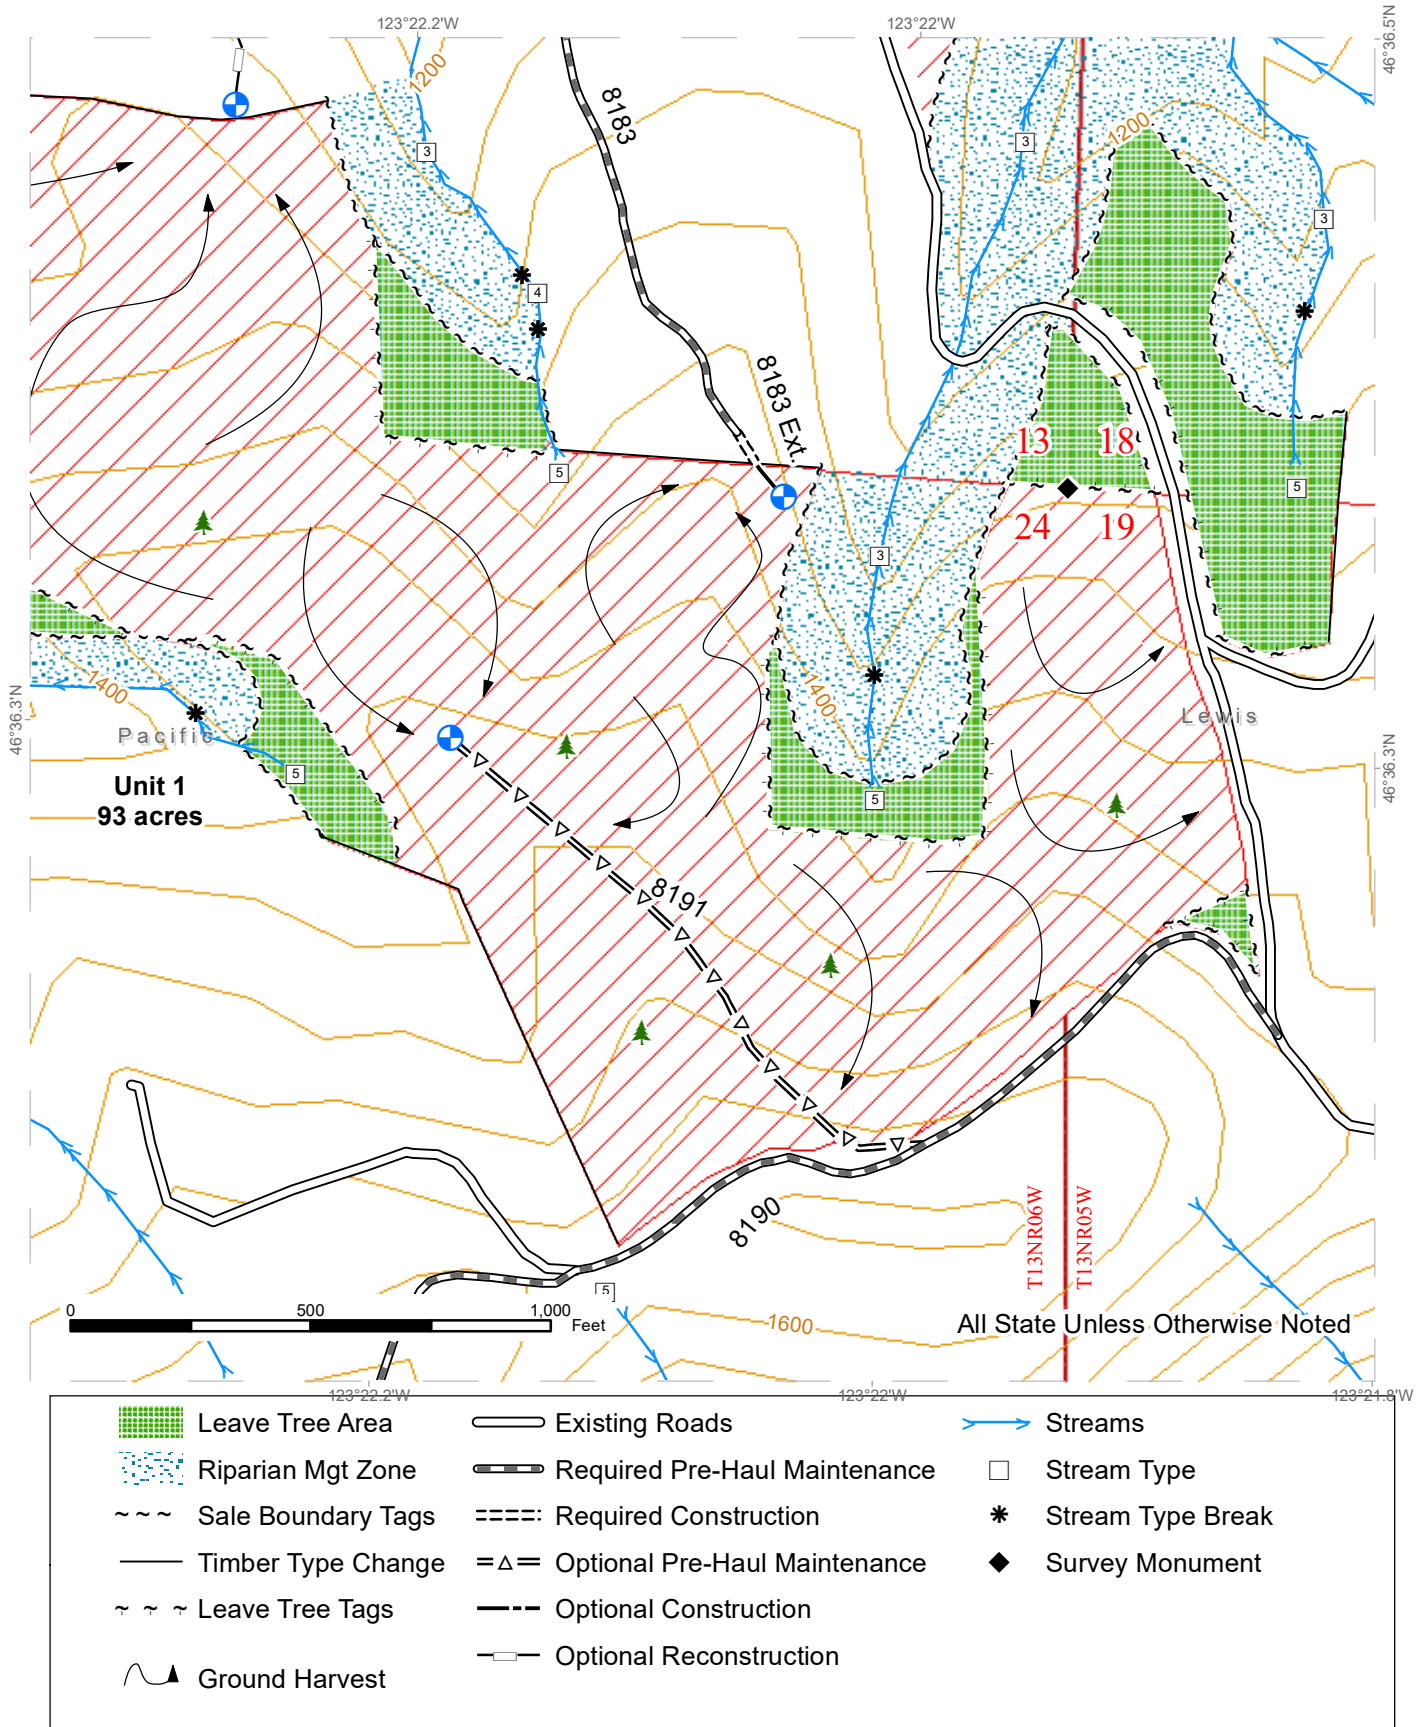 123°22.2'W
123°22'W
46°36.5'N
1200
8183
3
1200
3
3
4
8183 Ext.
13
18
5
5
24
19
3
1400
1400
Pacific
Lewis
46°36.3'N
46°36.3'N
5
Unit 1
93 acres
5
8191
T13NR06W
T13NR05W
8190
5
0
500
1,000
Feet
1600
All State Unless Otherwise Noted
123°22.2'W
123°22'W
123°21.8'W
Leave Tree Area
Existing Roads
Streams
Riparian Mgt Zone
Required Pre-Haul Maintenance
Stream Type
Sale Boundary Tags
Required Construction
Stream Type Break
Timber Type Change
Optional Pre-Haul Maintenance
Survey Monument
Leave Tree Tags
Optional Construction
Optional Reconstruction
Ground Harvest